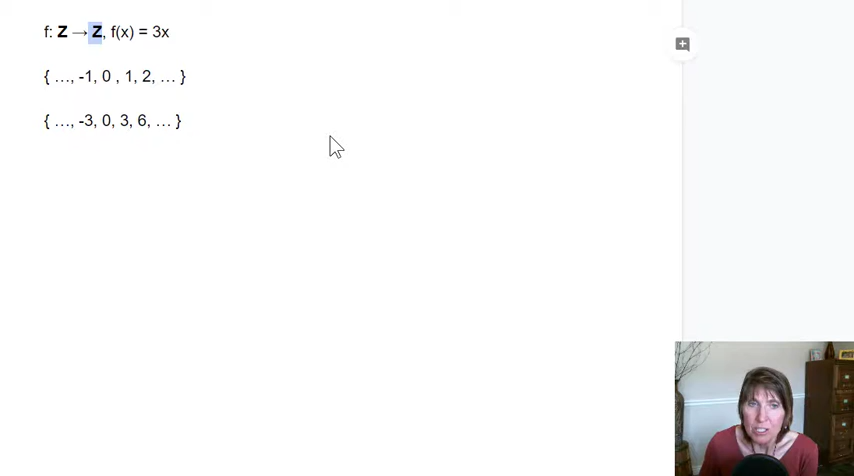 f: Z → Z, f(x) = 3x
{ …, -1, 0 , 1, 2, … }
{ …, -3, 0, 3, 6, … }